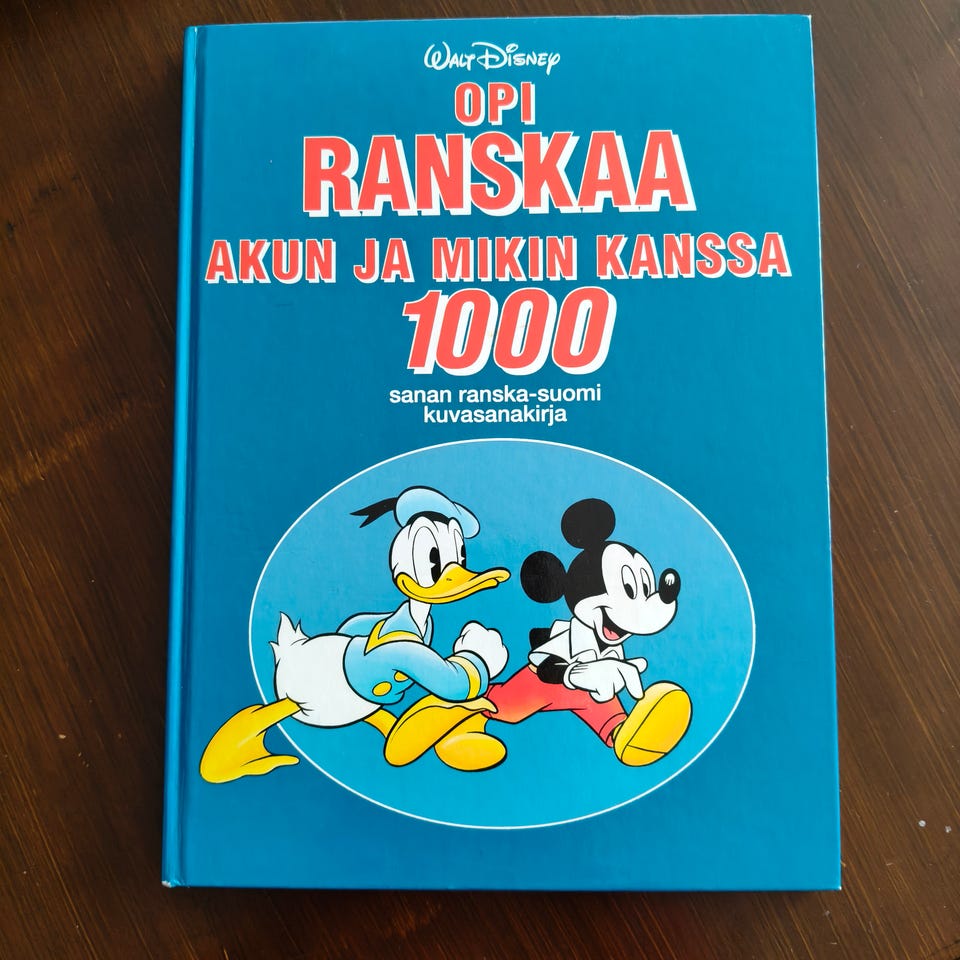 Walt Disney
OPI
RANSKAA
AKUN JA MIKIN KANSSA
1000
sanan ranska-suomi
kuvasanakirja